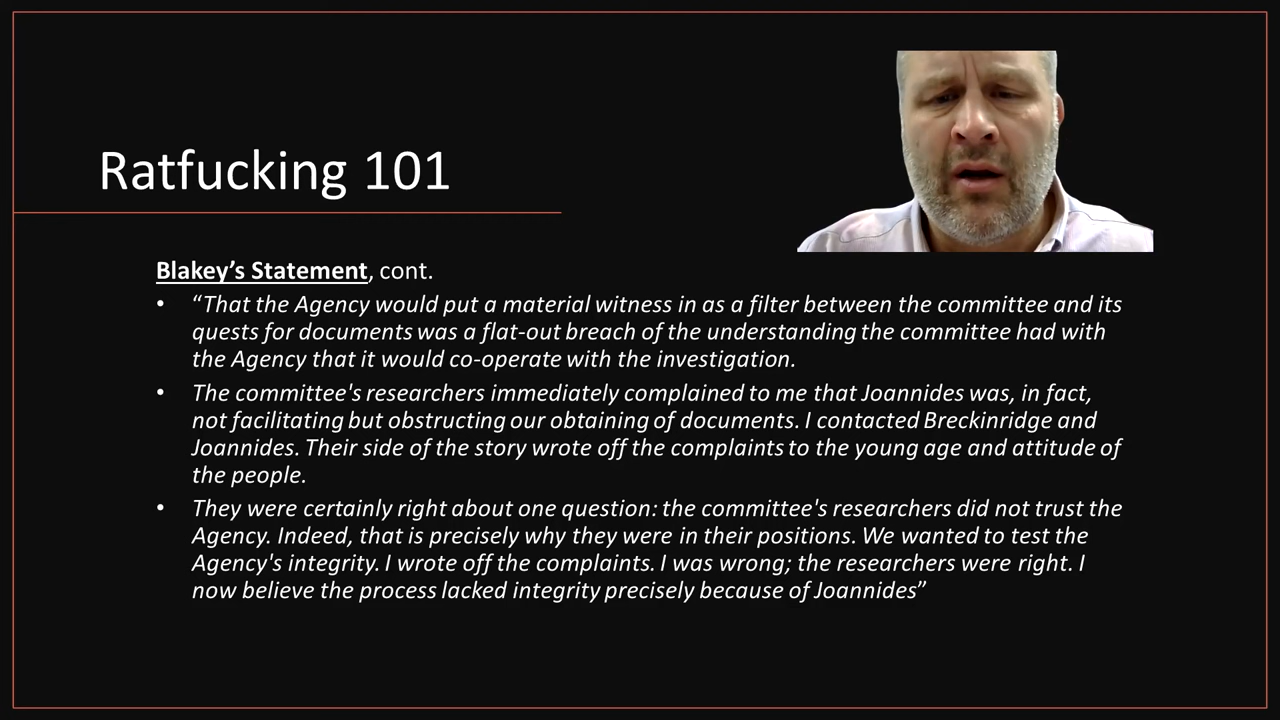 Ratfucking 101
Blakey’s Statement, cont.
• “That the Agency would put a material witness in as a filter between the committee and its
quests for documents was a flat-out breach of the understanding the committee had with
the Agency that it would co-operate with the investigation.
• The committee's researchers immediately complained to me that Joannides was, in fact,
not facilitating but obstructing our obtaining of documents. I contacted Breckinridge and
Joannides. Their side of the story wrote off the complaints to the young age and attitude of
the people.
• They were certainly right about one question: the committee's researchers did not trust the
Agency. Indeed, that is precisely why they were in their positions. We wanted to test the
Agency's integrity. I wrote off the complaints. I was wrong; the researchers were right. I
now believe the process lacked integrity precisely because of Joannides”